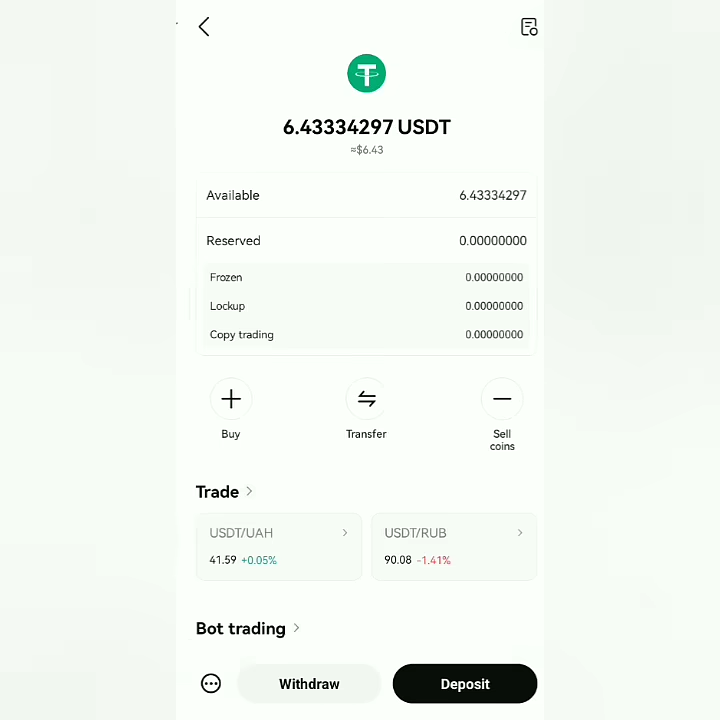 6.43334297 USDT
≈$6.43
Available 6.43334297
Reserved 0.00000000
Frozen 0.00000000
Lockup 0.00000000
Copy trading 0.00000000
Buy Transfer Sell coins
Trade
USDT/UAH USDT/RUB
41.59 +0.05% 90.08 -1.41%
Bot trading
Withdraw Deposit